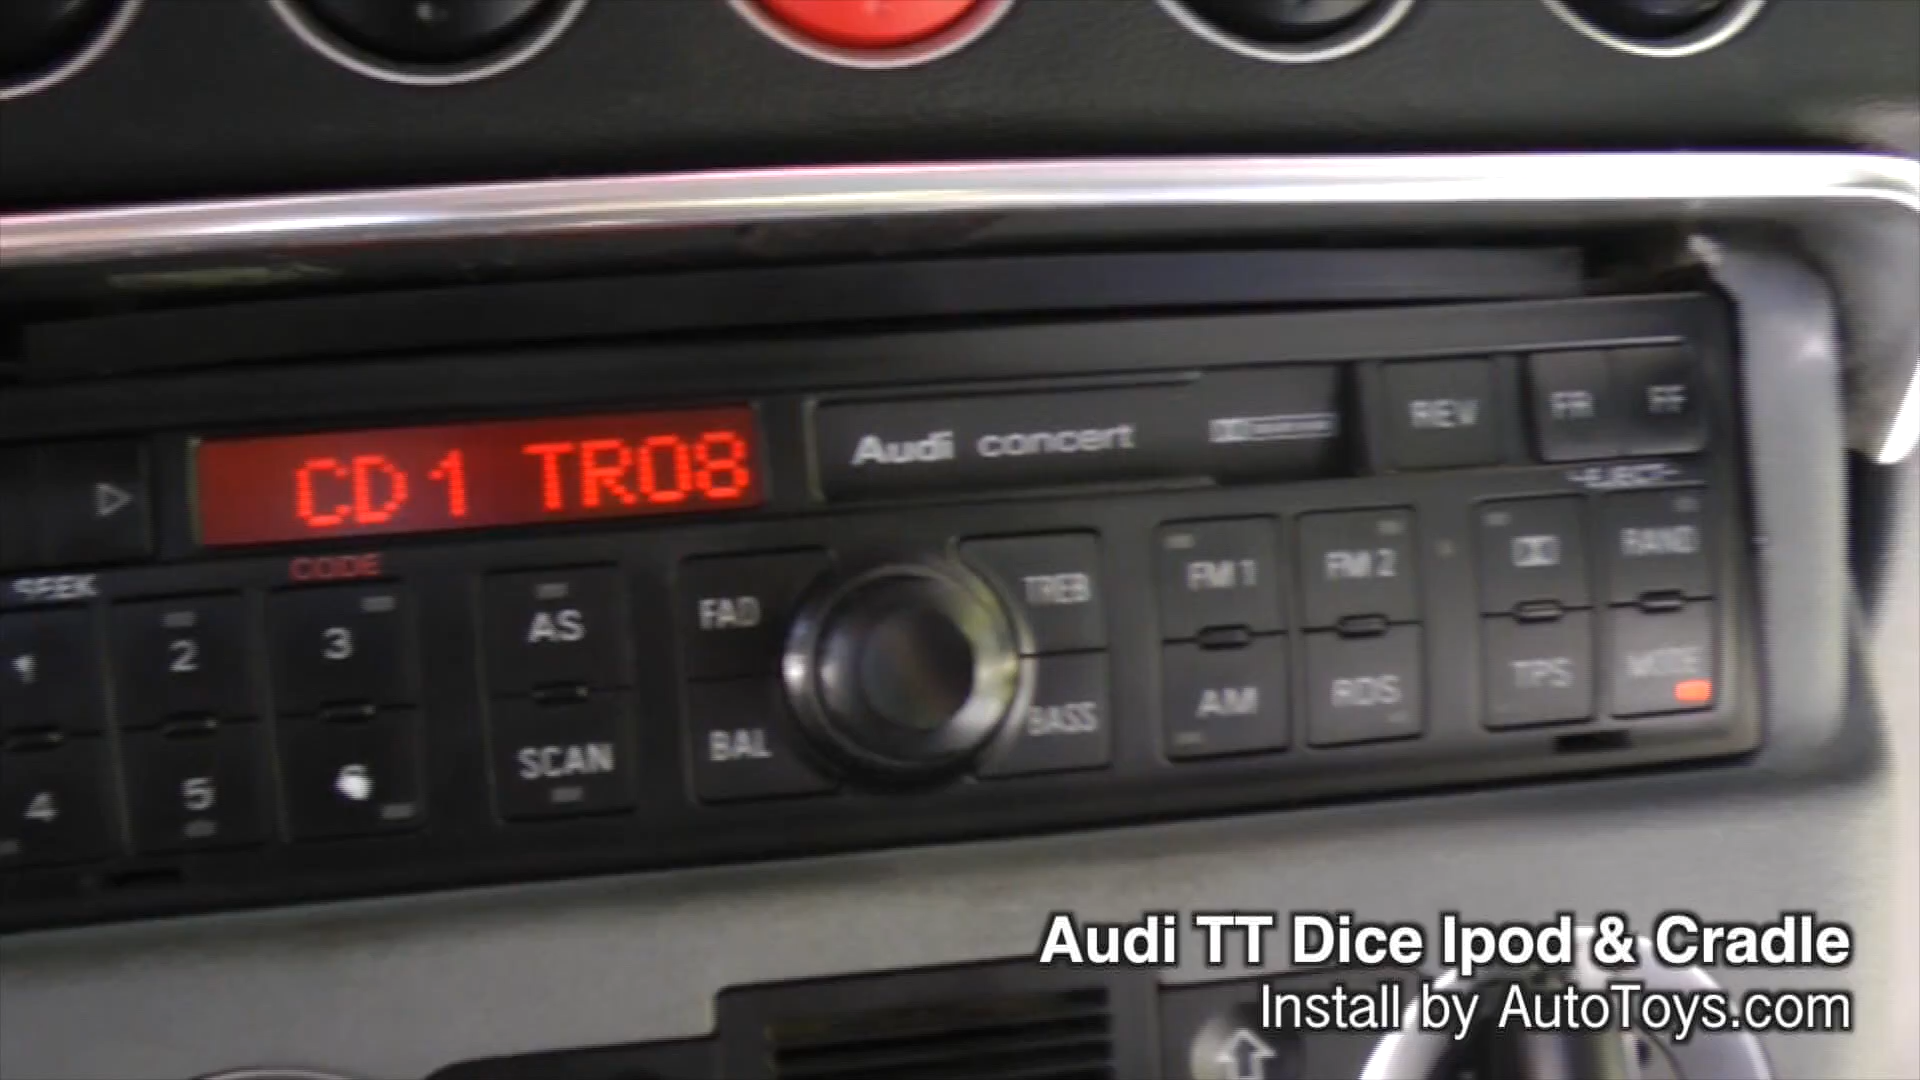 CD 1 TR08
Audi concert
REV
FR
FF
EJECT
SEEK
CODE
1
2
3
AS
FAD
TREB
FM 1
FM 2
RAND
4
5
6
SCAN
BAL
BASS
AM
RDS
TPS
MODE
Audi TT Dice Ipod & Cradle
Install by AutoToys.com